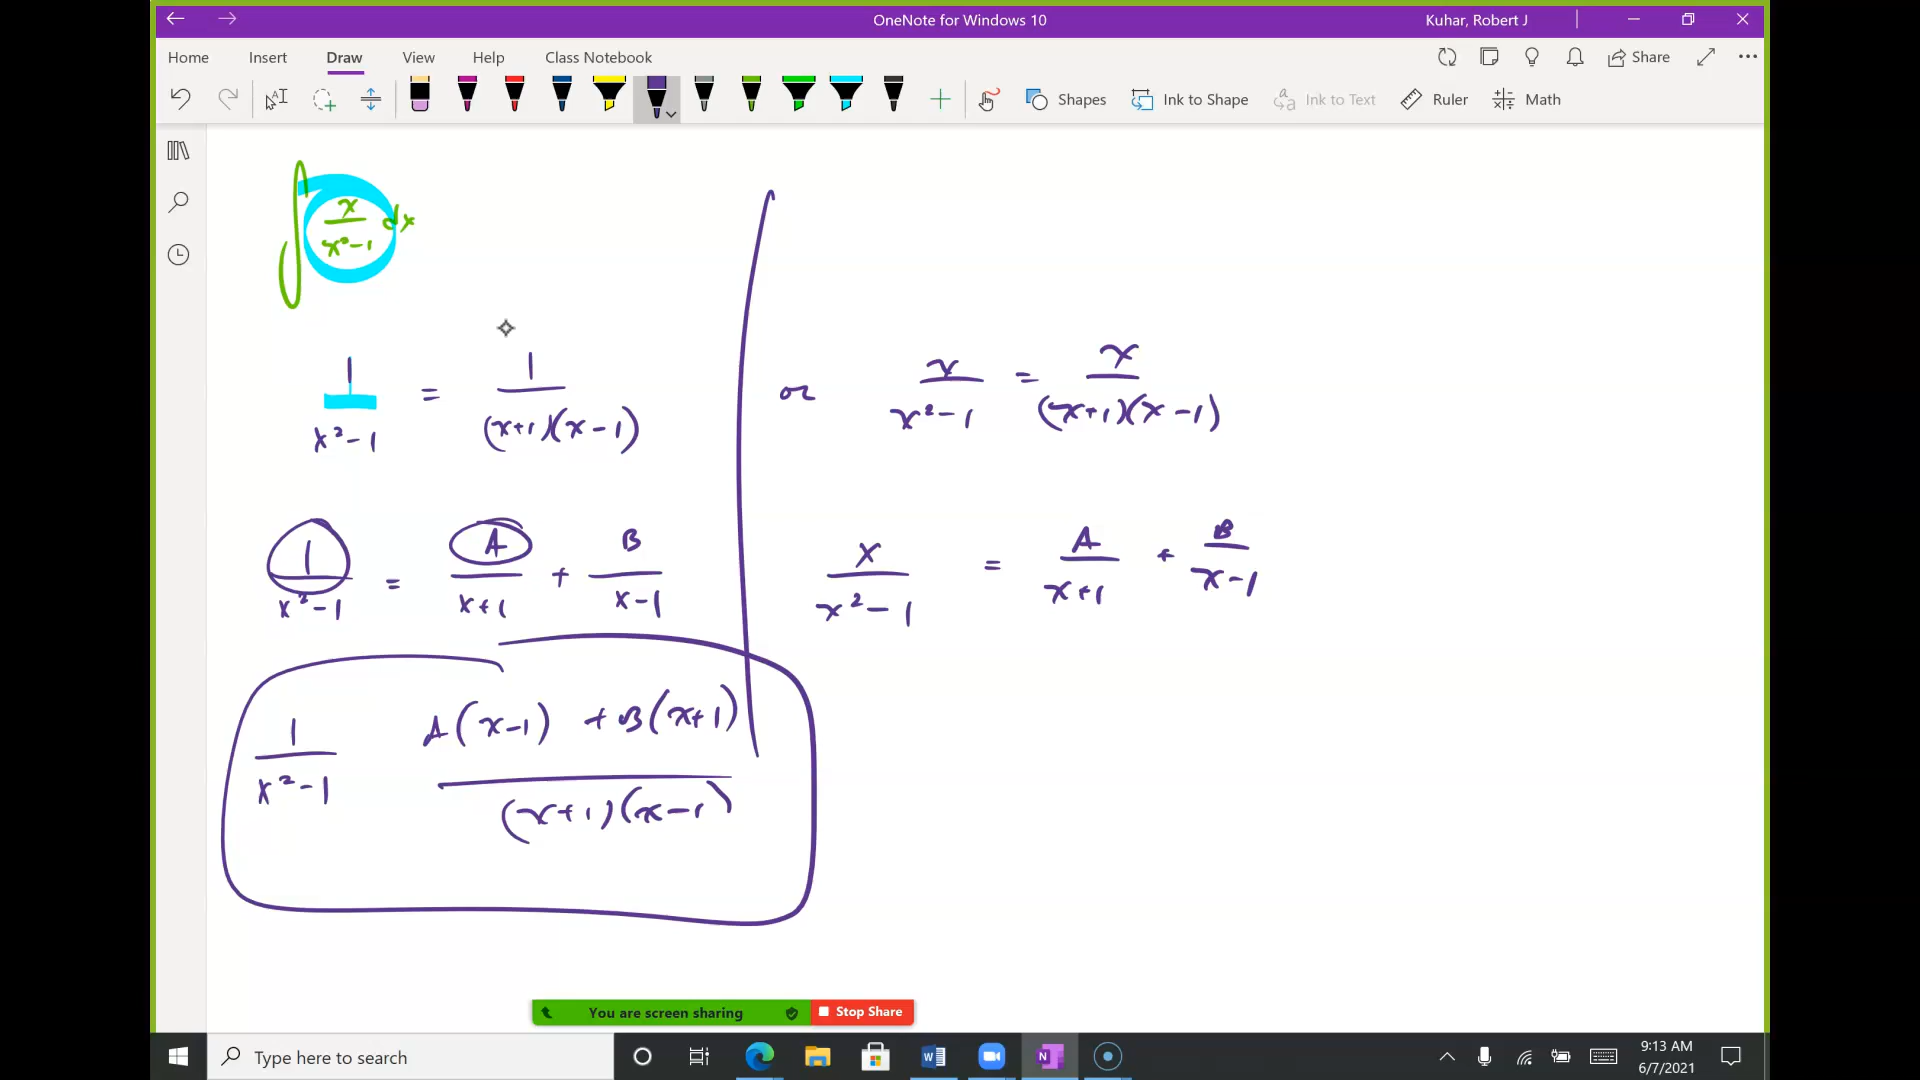 OneNote for Windows 10
Kuhar, Robert J
Home Insert Draw View Help Class Notebook
Share
Shapes Ink to Shape Ink to Text Ruler Math
∫ x/(x²-1) dx
1/(x²-1) = 1/((x+1)(x-1))
or x/(x²-1) = x/((x+1)(x-1))
1/(x²-1) = A/(x+1) + B/(x-1)
x/(x²-1) = A/(x+1) + B/(x-1)
1/(x²-1) (A(x-1) + B(x+1))/((x+1)(x-1))
You are screen sharing Stop Share
Type here to search
9:13 AM
6/7/2021